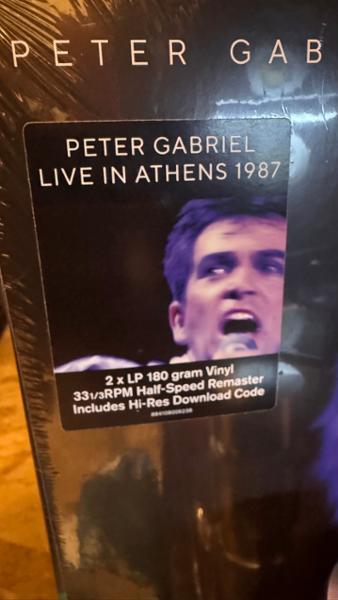 PETER GAB
PETER GABRIEL
LIVE IN ATHENS 1987
2 x LP 180 gram Vinyl
33 1/3RPM Half-Speed Remaster
Includes Hi-Res Download Code